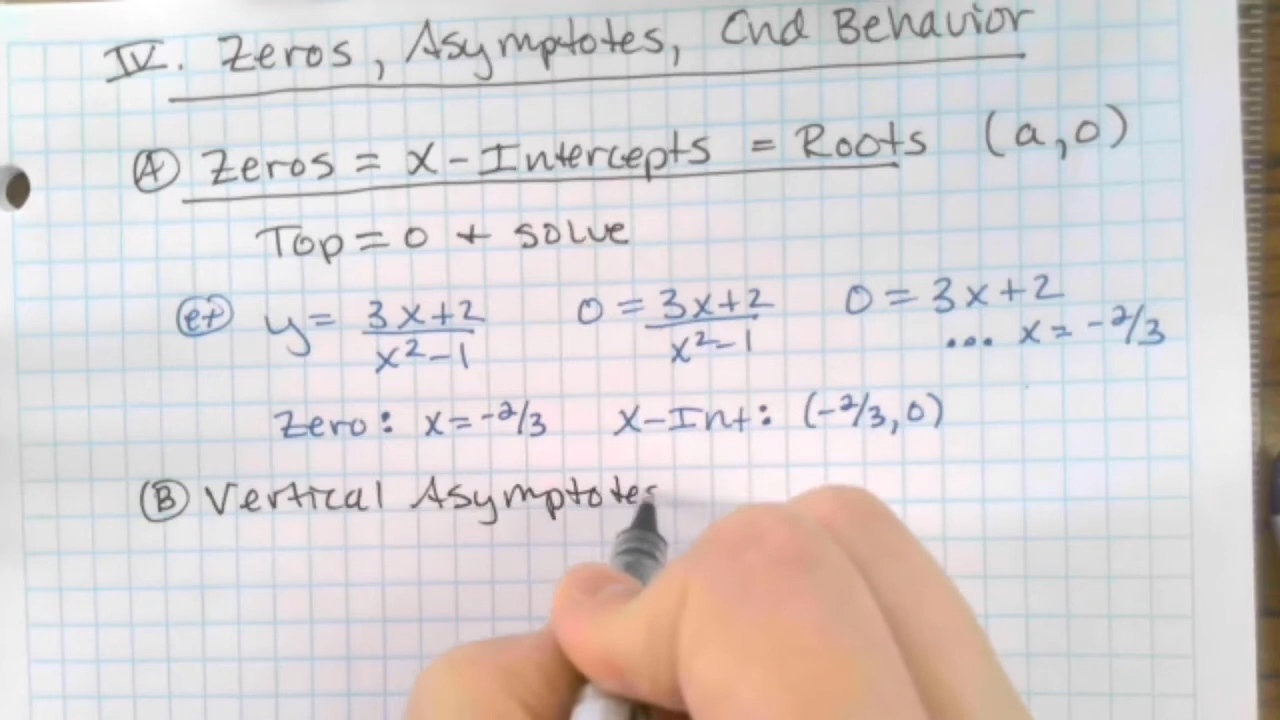 IV. Zeros, Asymptotes, End Behavior
(A) Zeros = x-Intercepts = Roots (a,0)
Top = 0 + solve
(ex) y = (3x+2)/(x²-1) 0 = (3x+2)/(x²-1) 0 = 3x+2
... x = -2/3
Zero: x = -2/3 x-Int: (-2/3, 0)
(B) Vertical Asymptotes